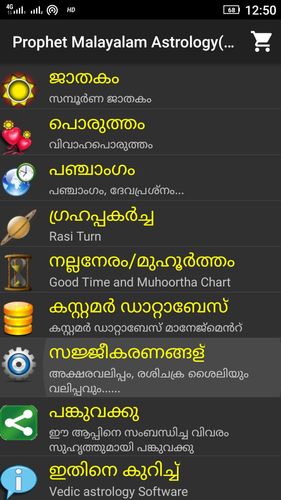 4G
HD
68
12:50
Prophet Malayalam Astrology(...
ജാതകം
സമ്പൂർണ ജാതകം
പൊരുത്തം
വിവാഹപൊരുത്തം
പഞ്ചാംഗം
പഞ്ചാംഗം, ദേവപ്രശ്നം...
ഗ്രഹപ്പകർച്ച
Rasi Turn
നല്ലനേരം/മുഹൂർത്തം
Good Time and Muhoortha Chart
കസ്റ്റമർ ഡാറ്റാബേസ്
കസ്റ്റമർ ഡാറ്റാബേസ് മാനേജ്മെൻറ്
സജ്ജീകരണങ്ങള്
അക്ഷരവലിപ്പം, രശിചക്ര ശൈലിയും
വലിപ്പവും......
പങ്കുവക്കു
ഈ ആപ്പിനെ സംബന്ധിച്ച വിവരം
സുഹൃത്തുമായി പങ്കുവക്കു
ഇതിനെ കുറിച്ച്
Vedic astrology Software